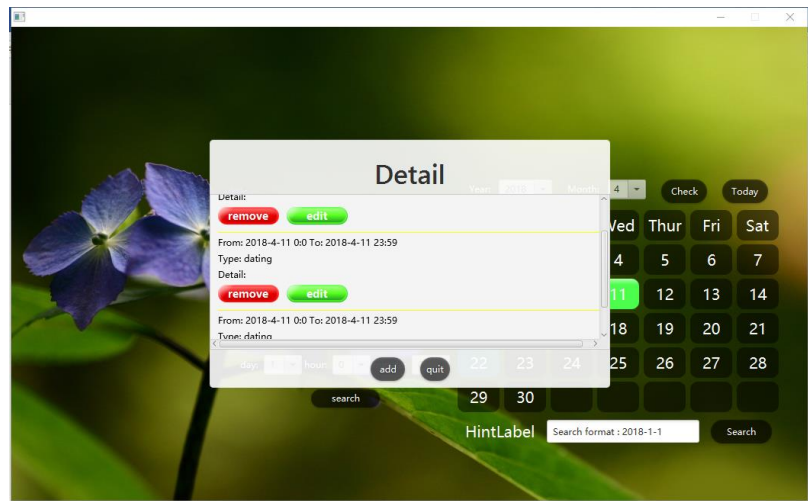 Detail
Year: 2018 Month: 4 Check Today
Detail:
remove edit
From: 2018-4-11 0:0 To: 2018-4-11 23:59
Type: dating
Detail:
remove edit
From: 2018-4-11 0:0 To: 2018-4-11 23:59
Type: dating
Wed Thur Fri Sat
4 5 6 7
11 12 13 14
18 19 20 21
day: hour: 0 add quit 22 23 24 25 26 27 28
search 29 30
HintLabel Search format : 2018-1-1 Search